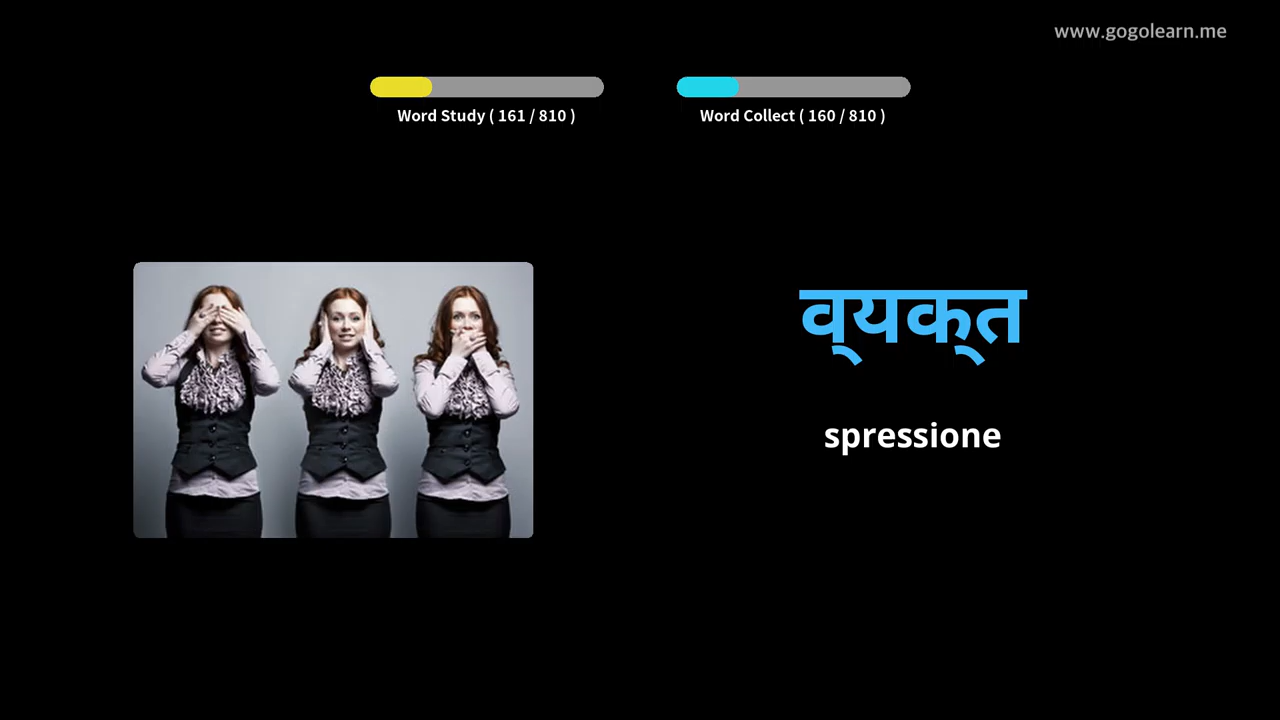 www.gogolearn.me
Word Study ( 161 / 810 )
Word Collect ( 160 / 810 )
व्यक्त
spressione